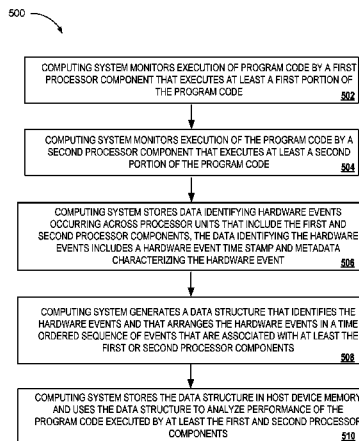 500
COMPUTING SYSTEM MONITORS EXECUTION OF PROGRAM CODE BY A FIRST
PROCESSOR COMPONENT THAT EXECUTES AT LEAST A FIRST PORTION OF
THE PROGRAM CODE
502
COMPUTING SYSTEM MONITORS EXECUTION OF THE PROGRAM CODE BY A
SECOND PROCESSOR COMPONENT THAT EXECUTES AT LEAST A SECOND
PORTION OF THE PROGRAM CODE
504
COMPUTING SYSTEM STORES DATA IDENTIFYING HARDWARE EVENTS
OCCURRING ACROSS PROCESSOR UNITS THAT INCLUDE THE FIRST AND
SECOND PROCESSOR COMPONENTS, THE DATA IDENTIFYING THE HARDWARE
EVENTS INCLUDES A HARDWARE EVENT TIME STAMP AND METADATA
CHARACTERIZING THE HARDWARE EVENT
506
COMPUTING SYSTEM GENERATES A DATA STRUCTURE THAT IDENTIFIES THE
HARDWARE EVENTS AND THAT ARRANGES THE HARDWARE EVENTS IN A TIME
ORDERED SEQUENCE OF EVENTS THAT ARE ASSOCIATED WITH AT LEAST THE
FIRST OR SECOND PROCESSOR COMPONENTS
508
COMPUTING SYSTEM STORES THE DATA STRUCTURE IN HOST DEVICE MEMORY
AND USES THE DATA STRUCTURE TO ANALYZE PERFORMANCE OF THE
PROGRAM CODE EXECUTED BY AT LEAST THE FIRST AND SECOND PROCESSOR
COMPONENTS
510